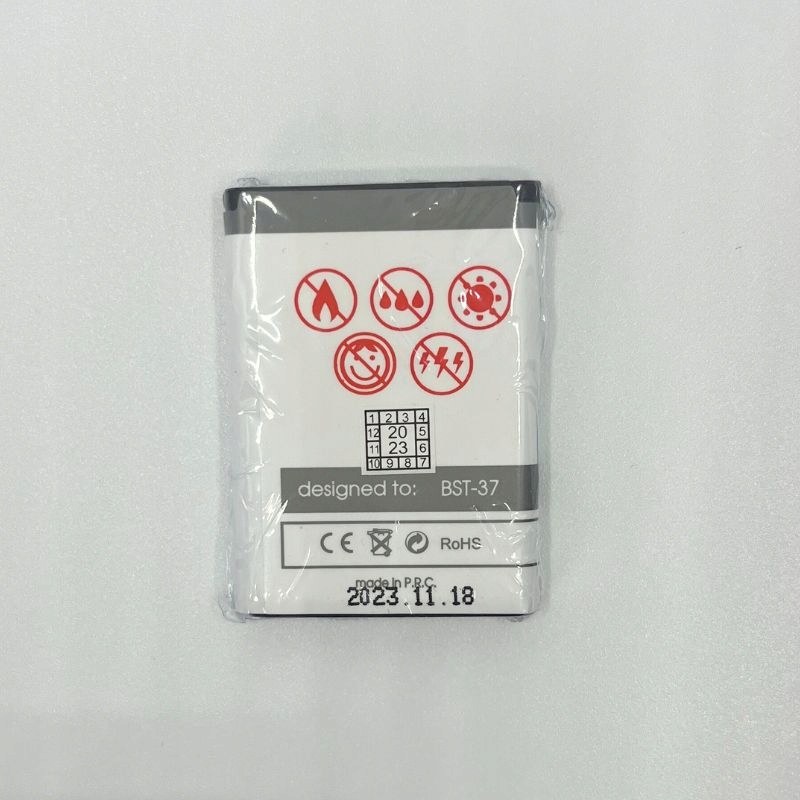 1 2 3 4
12 20 5
11 23 6
10 9 8 7
designed to: BST-37
CE RoHS
made in P.R.C.
2023.11.18